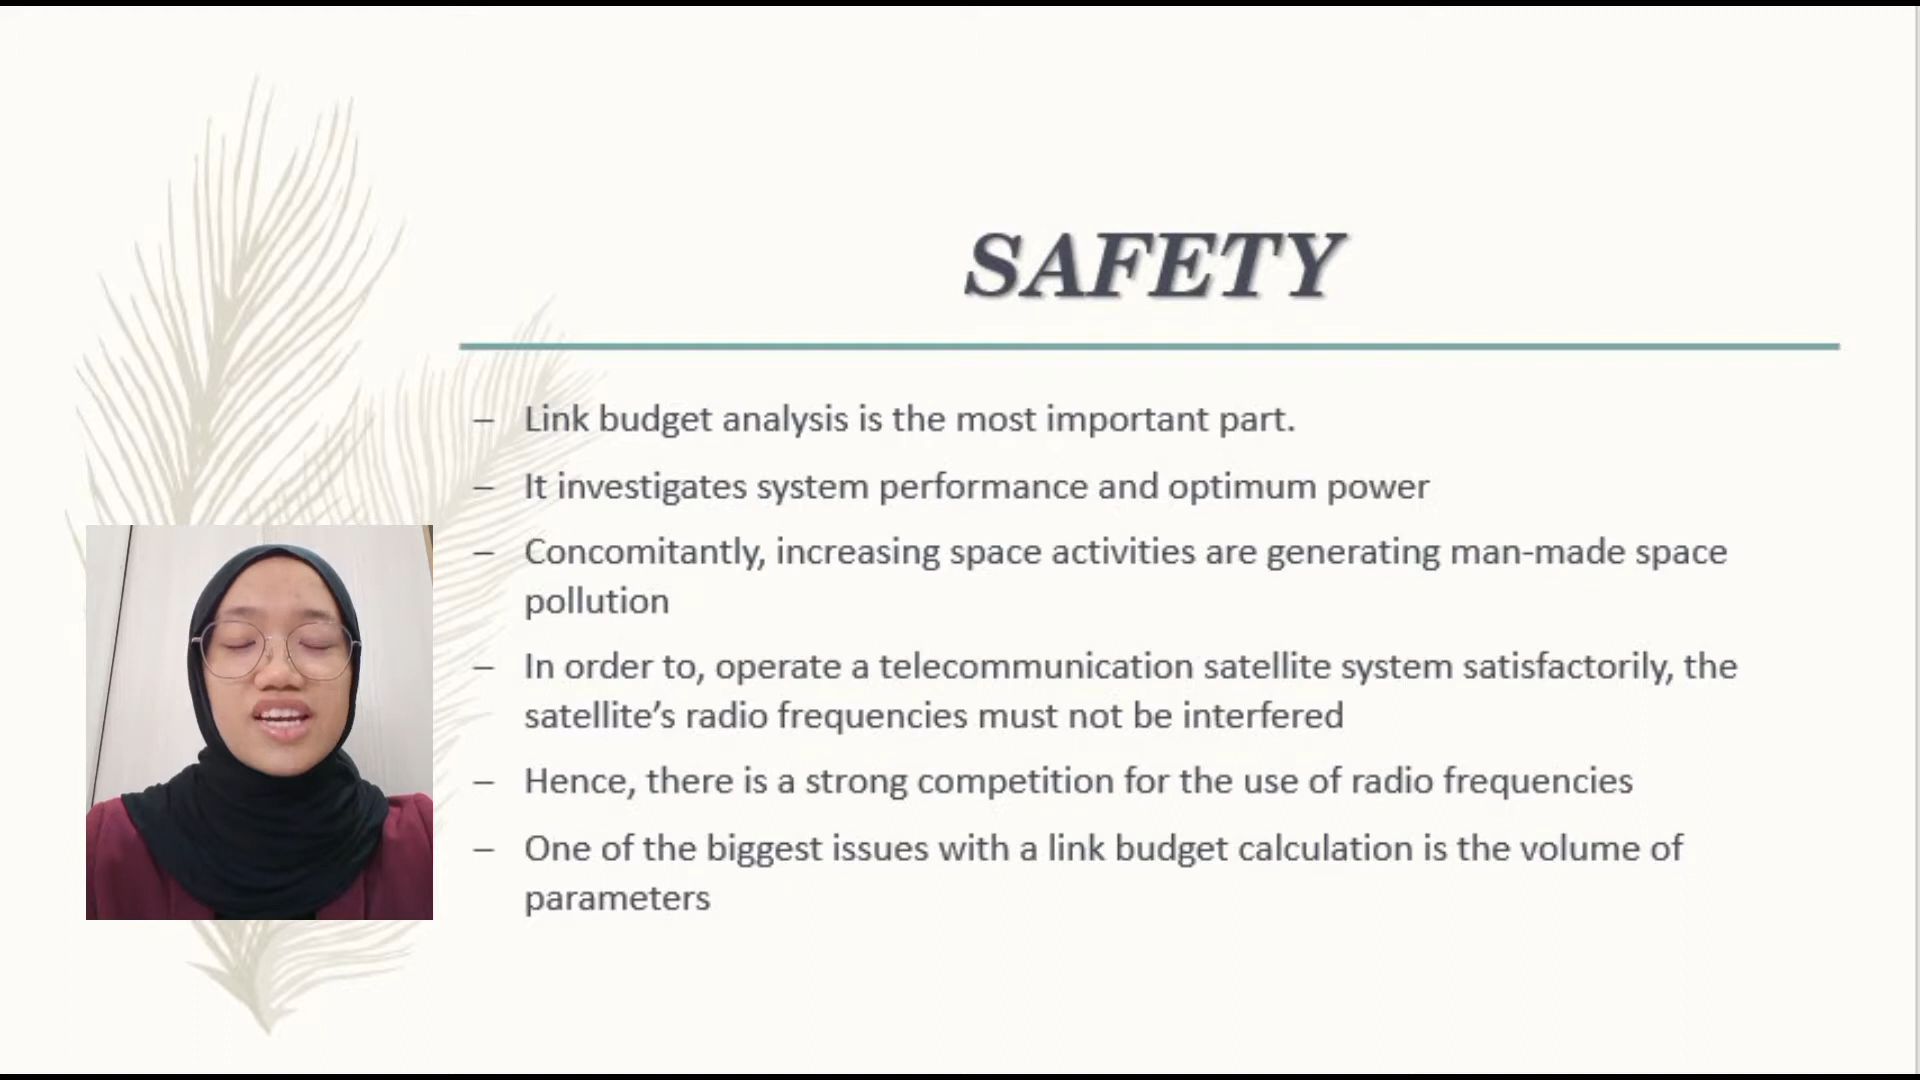 SAFETY
– Link budget analysis is the most important part.
– It investigates system performance and optimum power
– Concomitantly, increasing space activities are generating man-made space
pollution
– In order to, operate a telecommunication satellite system satisfactorily, the
satellite’s radio frequencies must not be interfered
– Hence, there is a strong competition for the use of radio frequencies
– One of the biggest issues with a link budget calculation is the volume of
parameters